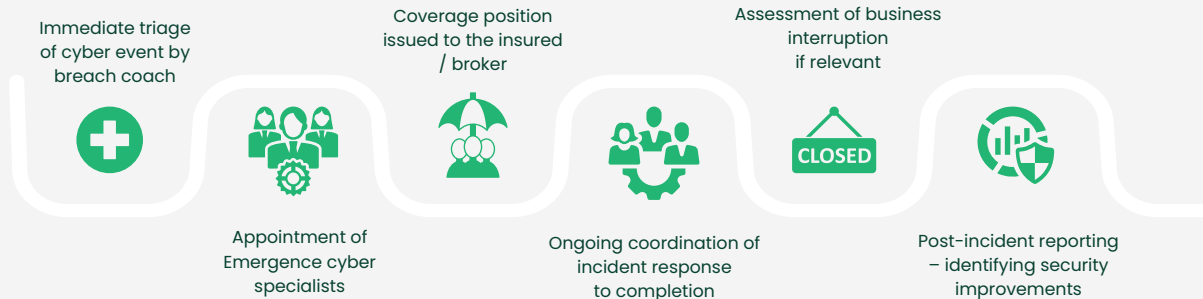 Immediate triage
of cyber event by
breach coach
Appointment of
Emergence cyber
specialists
Coverage position
issued to the insured
/ broker
Ongoing coordination of
incident response
to completion
Assessment of business
interruption
if relevant
CLOSED
Post-incident reporting
– identifying security
improvements